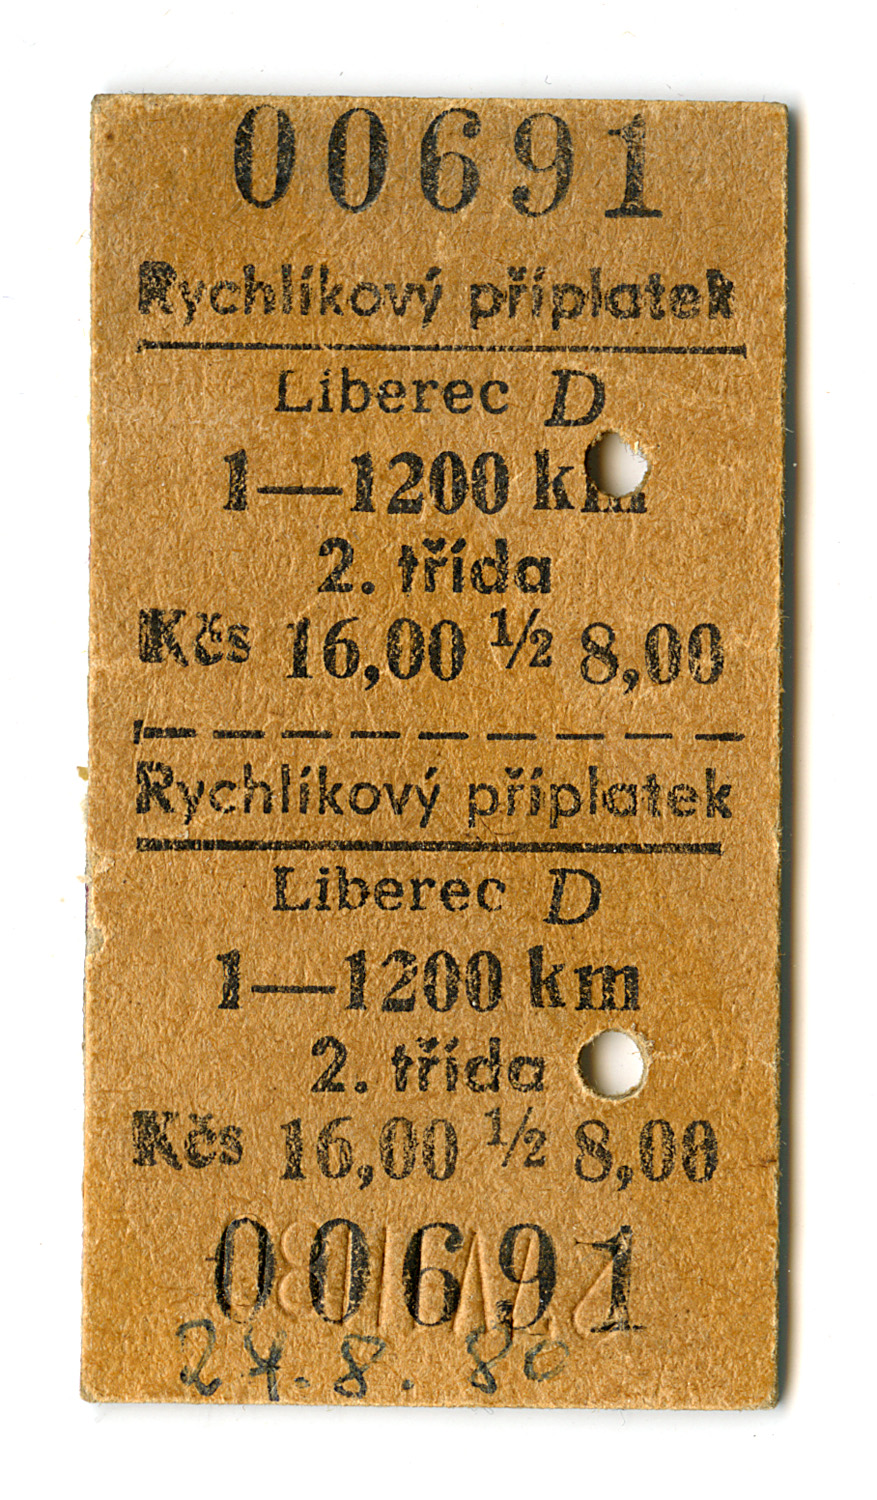 00691
Rychlíkový příplatek
Liberec D
1—1200 km
2. třída
Kčs 16,00 ½ 8,00
Rychlíkový příplatek
Liberec D
1—1200 km
2. třída
Kčs 16,00 ½ 8,00
00691
24.8.80